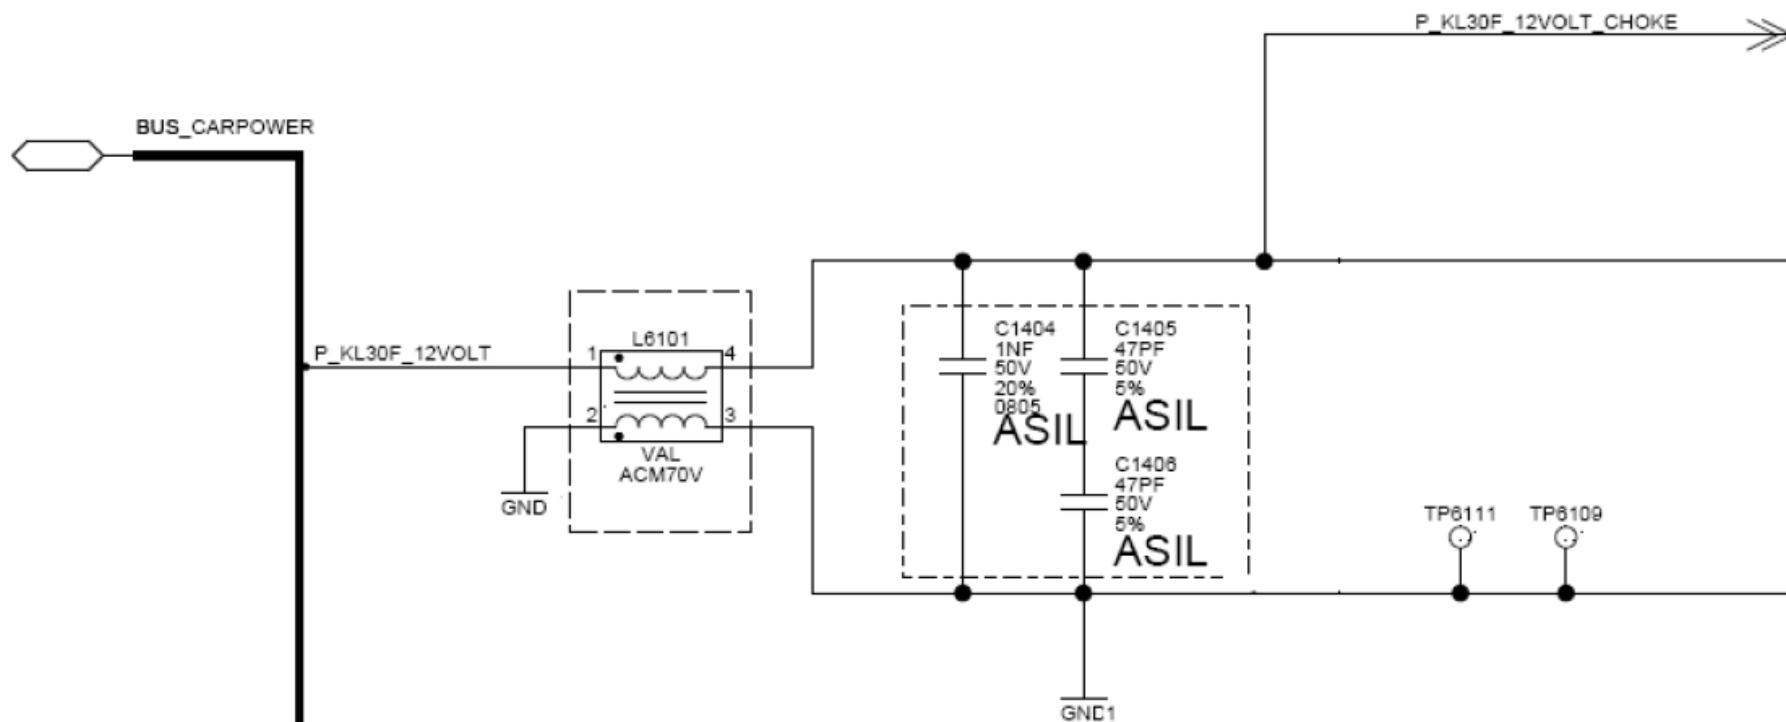 P_KL30F_12VOLT_CHOKE
BUS_CARPOWER
P_KL30F_12VOLT
L6101
1
4
2
3
VAL
ACM70V
GND
C1404
1NF
50V
20%
0805
ASIL
C1405
47PF
50V
5%
ASIL
C1406
47PF
50V
5%
ASIL
TP6111
TP6109
GND1